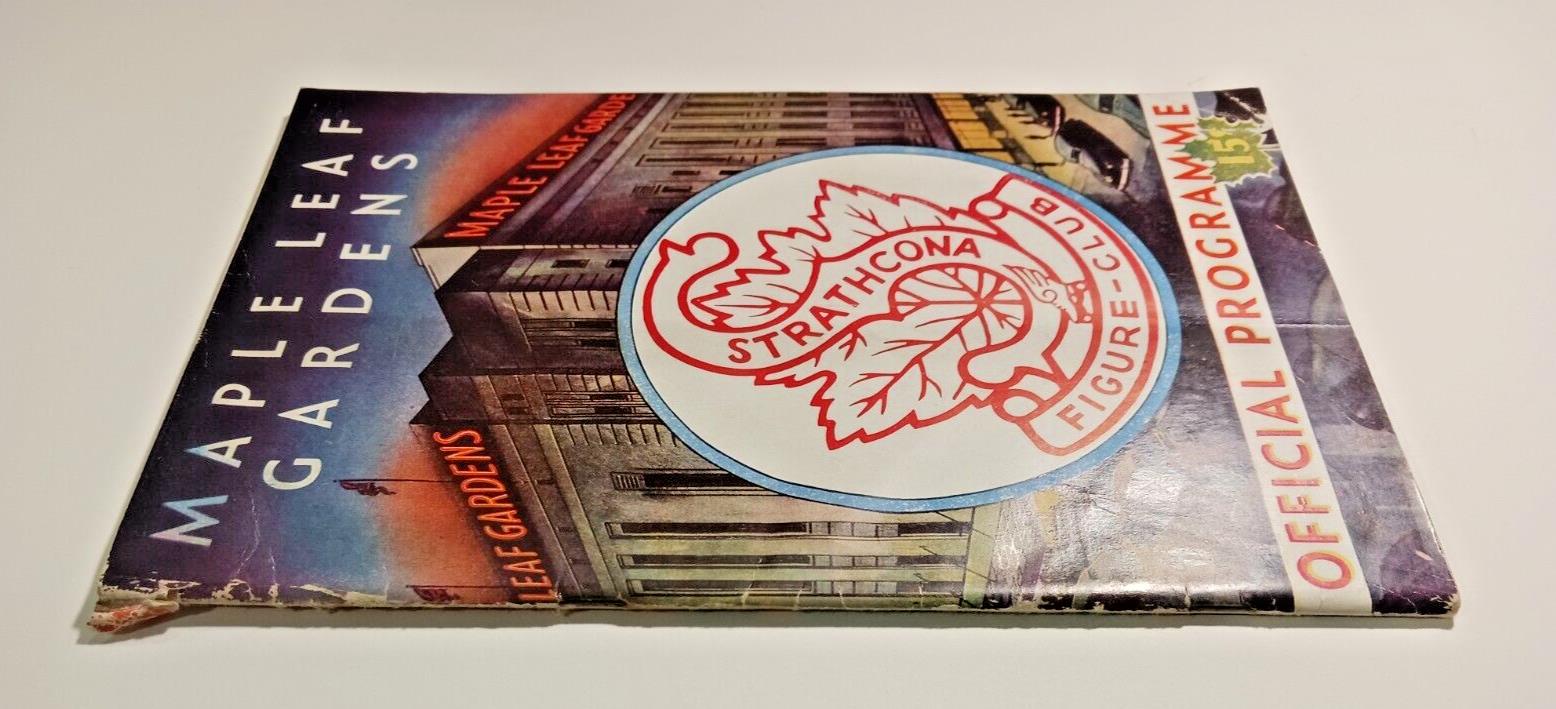 MAPLE LEAF
GARDENS
MAPLE LEAF GARDE
LEAF GARDENS
STRATHCONA
FIGURE-CLUB
OFFICIAL PROGRAMME
15¢